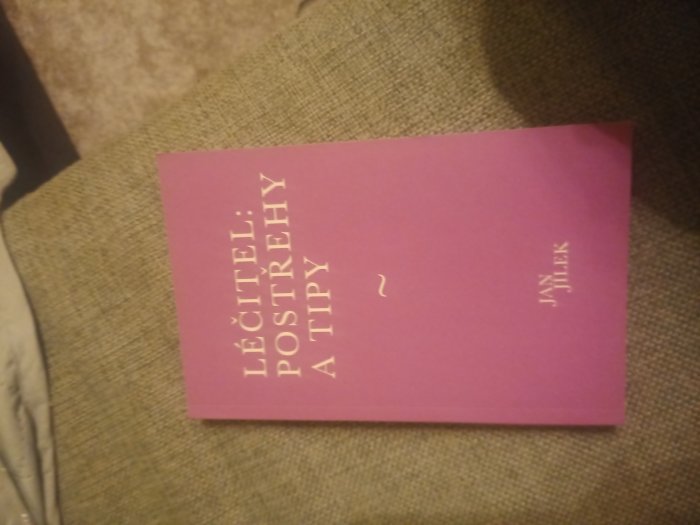 LÉČITEL:
POSTŘEHY
A TIPY
~
JAN
JÍLEK